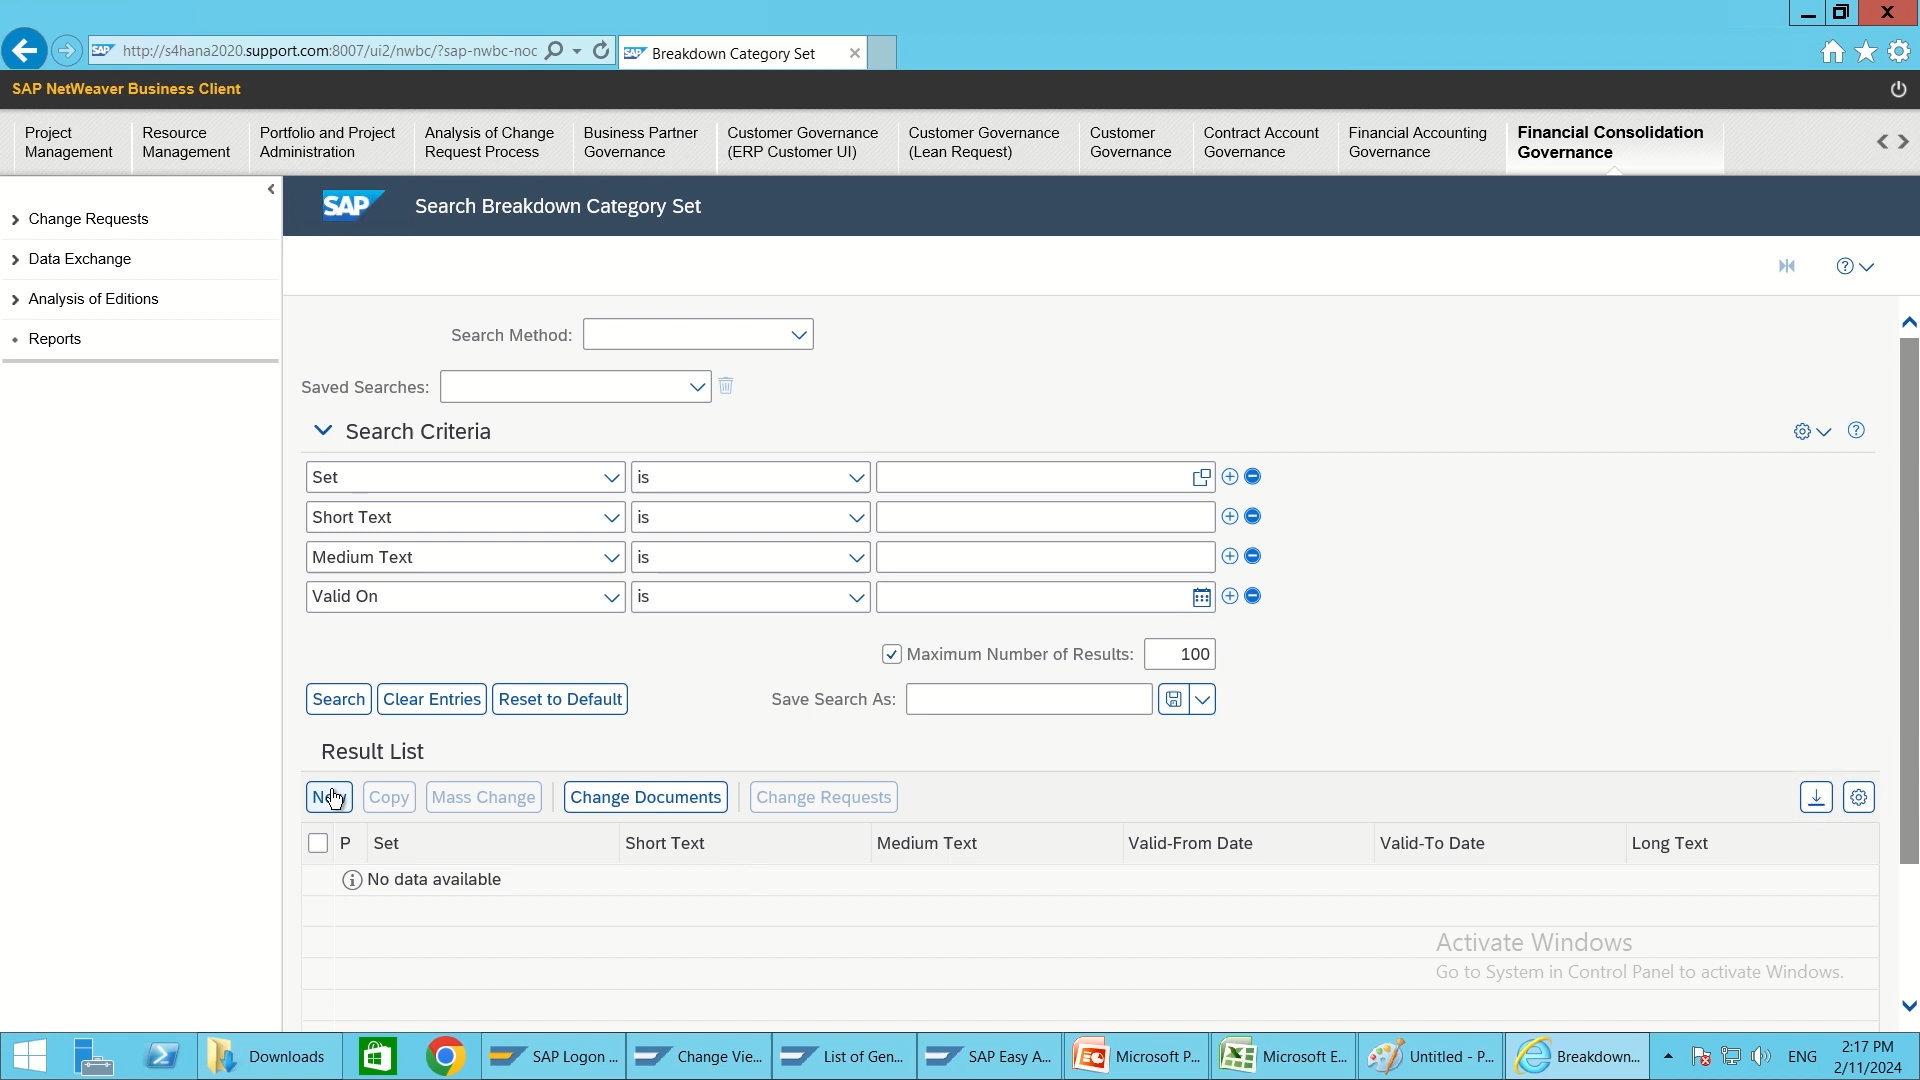 http://s4hana2020.support.com:8007/ui2/nwbc/?sap-nwbc-noc
Breakdown Category Set
SAP NetWeaver Business Client
Project Management
Resource Management
Portfolio and Project Administration
Analysis of Change Request Process
Business Partner Governance
Customer Governance (ERP Customer UI)
Customer Governance (Lean Request)
Customer Governance
Contract Account Governance
Financial Accounting Governance
Financial Consolidation Governance
Change Requests
Data Exchange
Analysis of Editions
Reports
SAP Search Breakdown Category Set
Search Method:
Saved Searches:
Search Criteria
Set is
Short Text is
Medium Text is
Valid On is
Maximum Number of Results: 100
Search Clear Entries Reset to Default Save Search As:
Result List
New Copy Mass Change Change Documents Change Requests
P Set Short Text Medium Text Valid-From Date Valid-To Date Long Text
No data available
Activate Windows
Go to System in Control Panel to activate Windows.
Downloads SAP Logon ... Change Vie... List of Gen... SAP Easy A... Microsoft P... Microsoft E... Untitled - P... Breakdown... ENG 2:17 PM
2/11/2024